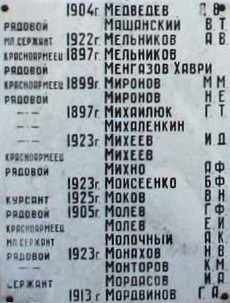 1904г. Медведев П В
рядовой Машанский В Т
мл. сержант 1922г. Мельников А В
красноармеец 1897г. Мельников
рядовой Менгазов Хаври
красноармеец 1899г. Миронов М М
рядовой Миронов Н Е
—"— 1897г. Михайлюк Г Т
—"— Михаленкин
—"— 1923г. Михеев И Д
красноармеец Михеев
рядовой Михно А Ф
1923г. Моисеенко Б Ф
курсант 1925г. Моков В Н
рядовой 1905г. Молев Г Ф
красноармеец Молев Е И
мл. сержант Молочный А К
рядовой 1923г. Монахов Н В
—"— Монторов К М
сержант Мордасов И Д
1913г Мордвинов Г А